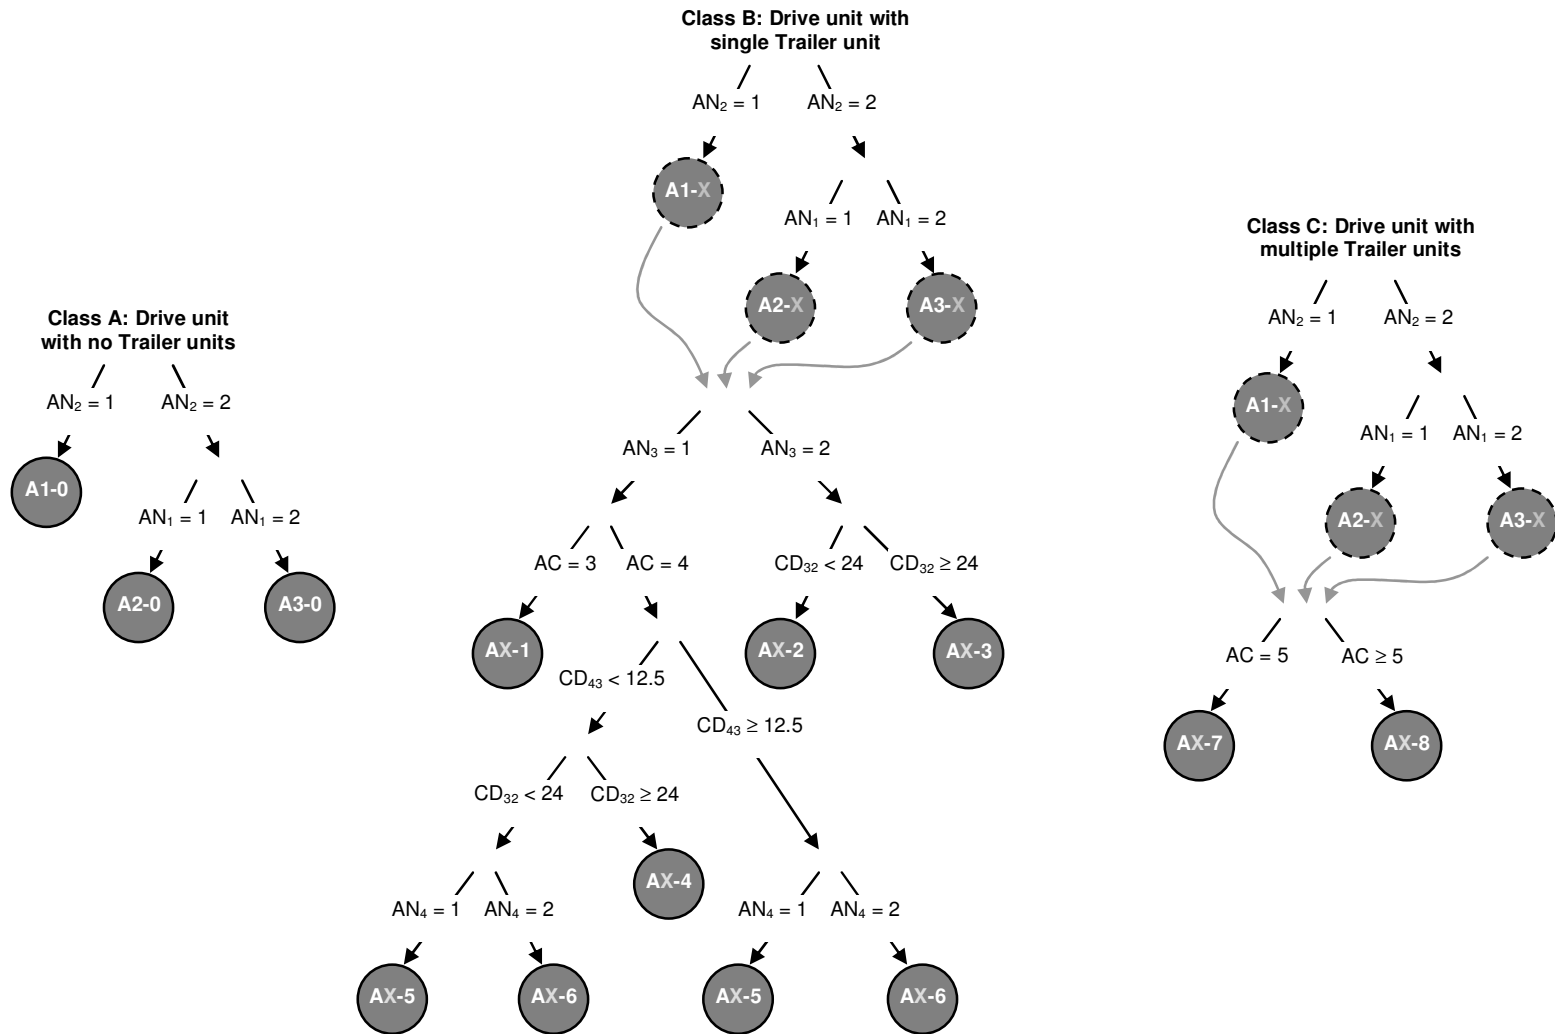 Class A: Drive unit
with no Trailer units
AN₂ = 1
AN₂ = 2
A1-0
AN₁ = 1
AN₁ = 2
A2-0
A3-0
Class B: Drive unit with
single Trailer unit
AN₂ = 1
AN₂ = 2
A1-X
AN₁ = 1
AN₁ = 2
A2-X
A3-X
AN₃ = 1
AN₃ = 2
AC = 3
AC = 4
CD₃₂ < 24
CD₃₂ ≥ 24
AX-1
AX-2
AX-3
CD₄₃ < 12.5
CD₄₃ ≥ 12.5
CD₃₂ < 24
CD₃₂ ≥ 24
AX-4
AN₄ = 1
AN₄ = 2
AN₄ = 1
AN₄ = 2
AX-5
AX-6
AX-5
AX-6
Class C: Drive unit with
multiple Trailer units
AN₂ = 1
AN₂ = 2
A1-X
AN₁ = 1
AN₁ = 2
A2-X
A3-X
AC = 5
AC ≥ 5
AX-7
AX-8